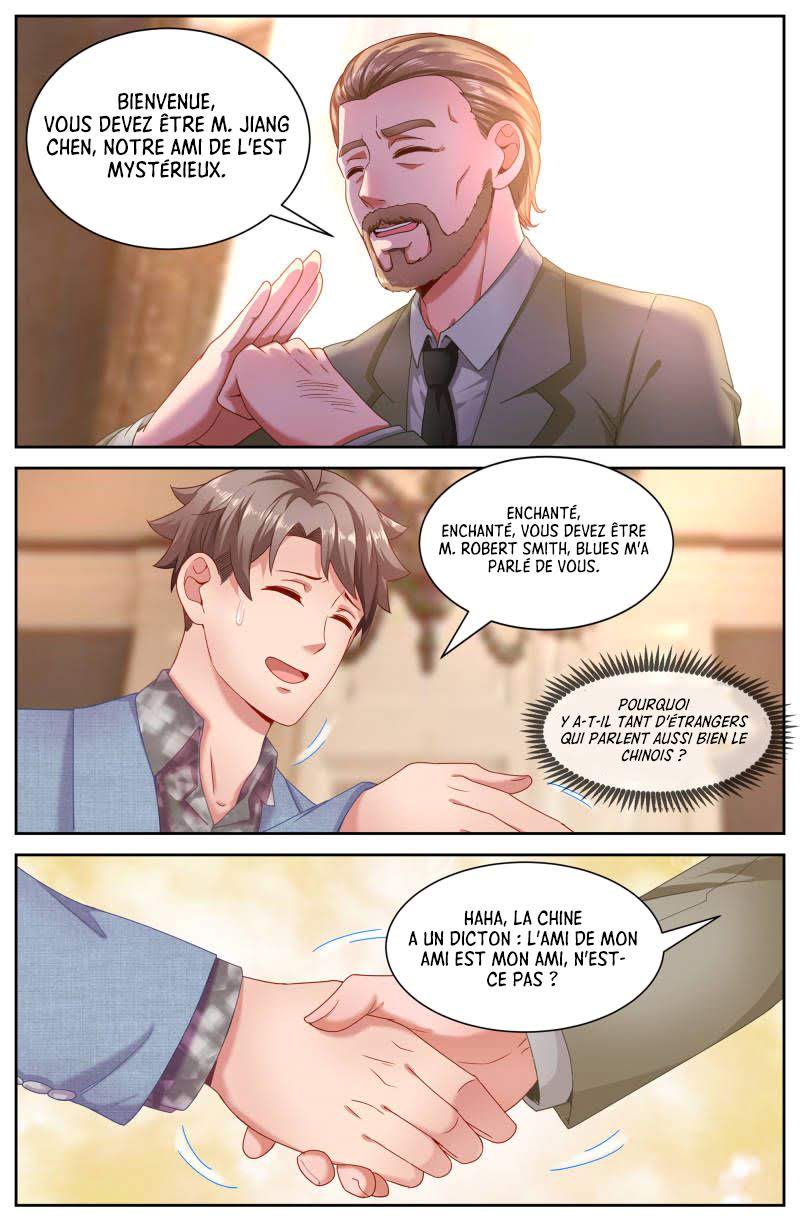 BIENVENUE,
VOUS DEVEZ ÊTRE M. JIANG
CHEN, NOTRE AMI DE L'EST
MYSTÉRIEUX.
ENCHANTÉ,
ENCHANTÉ, VOUS DEVEZ ÊTRE
M. ROBERT SMITH, BLUES M'A
PARLÉ DE VOUS.
POURQUOI
Y A-T-IL TANT D'ÉTRANGERS
QUI PARLENT AUSSI BIEN LE
CHINOIS ?
HAHA, LA CHINE
A UN DICTON : L'AMI DE MON
AMI EST MON AMI, N'EST-
CE PAS ?